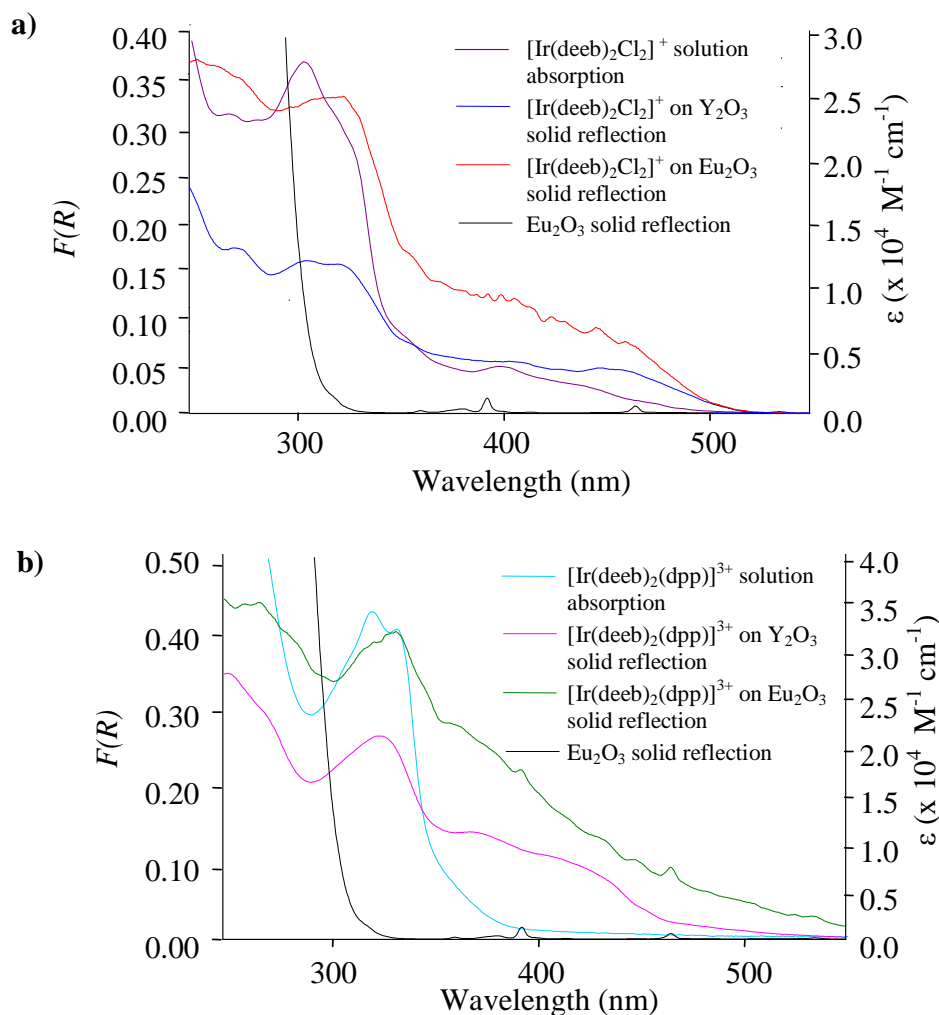 a)
0.40
0.35
0.30
0.25
0.20
0.15
0.10
0.05
0.00
F(R)
[Ir(deeb)₂Cl₂]⁺ solution
absorption
[Ir(deeb)₂Cl₂]⁺ on Y₂O₃
solid reflection
[Ir(deeb)₂Cl₂]⁺ on Eu₂O₃
solid reflection
Eu₂O₃ solid reflection
3.0
2.5
2.0
1.5
1.0
0.5
0.0
ε (x 10⁴ M⁻¹ cm⁻¹)
300 400 500
Wavelength (nm)
b)
0.50
0.40
0.30
0.20
0.10
0.00
F(R)
[Ir(deeb)₂(dpp)]³⁺ solution
absorption
[Ir(deeb)₂(dpp)]³⁺ on Y₂O₃
solid reflection
[Ir(deeb)₂(dpp)]³⁺ on Eu₂O₃
solid reflection
Eu₂O₃ solid reflection
4.0
3.5
3.0
2.5
2.0
1.5
1.0
0.5
0.0
ε (x 10⁴ M⁻¹ cm⁻¹)
300 400 500
Wavelength (nm)